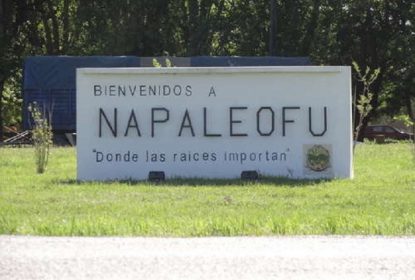 BIENVENIDOS A
NAPALEOFU
"Donde las raices importan"